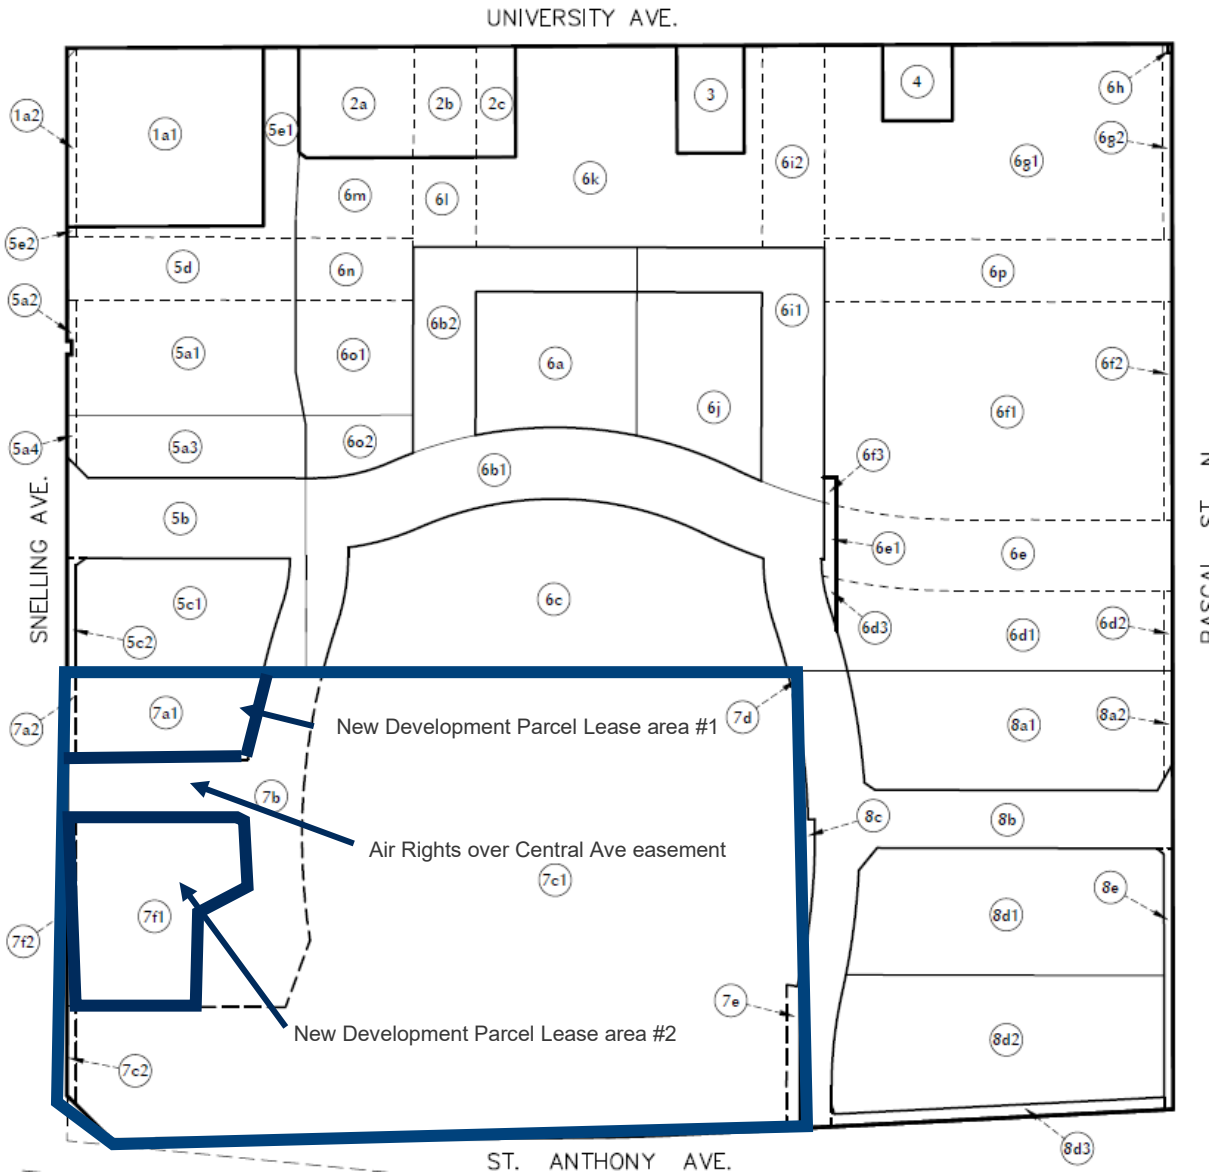 UNIVERSITY AVE.
1a2
1a1
5e1
2a
2b
2c
3
4
6h
6g2
6g1
6i2
6k
6m
6l
5e2
5d
6n
6p
5a2
5a1
6o1
6b2
6a
6j
6i1
6f2
6f1
5a4
5a3
6o2
6b1
6f3
SNELLING AVE.
PASCAL ST. N
5b
6e1
6e
5c1
5c2
6c
6d3
6d1
6d2
7a2
7a1
New Development Parcel Lease area #1
7d
8a1
8a2
7b
8c
8b
Air Rights over Central Ave easement
7c1
8e
7f2
7f1
8d1
7e
New Development Parcel Lease area #2
8d2
7c2
ST. ANTHONY AVE.
8d3